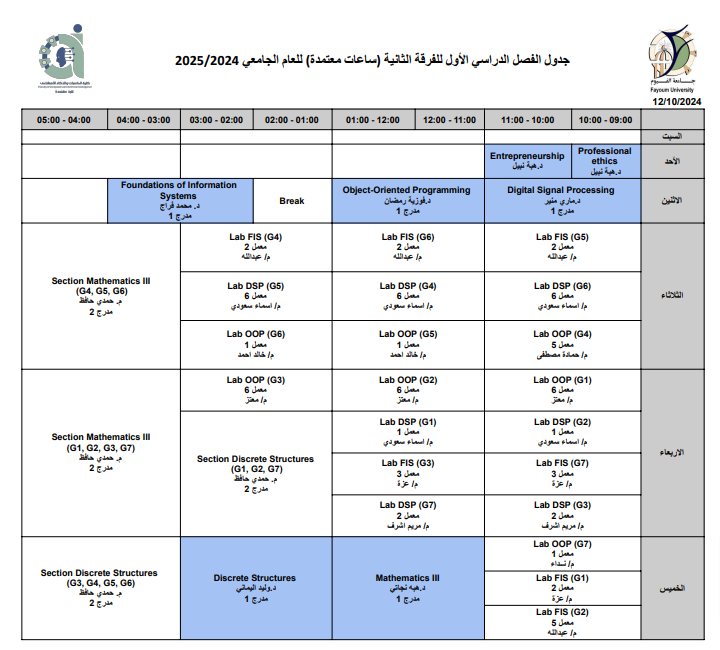 جدول الفصل الدراسي الأول للفرقة الثانية (ساعات معتمدة) للعام الجامعي 2025/2024
جامعة الفيوم
Fayoum University
12/10/2024
05:00 - 04:00
04:00 - 03:00
03:00 - 02:00
02:00 - 01:00
01:00 - 12:00
12:00 - 11:00
11:00 - 10:00
10:00 - 09:00
السبت
الأحد
Professional
ethics
د.هبة نبيل
Entrepreneurship
د.هبة نبيل
الاثنين
Digital Signal Processing
د.ماري منير
مدرج 1
Object-Oriented Programming
د.فوزية رمضان
مدرج 1
Break
Foundations of Information
Systems
د. محمد فراج
مدرج 1
الثلاثاء
Lab FIS (G5)
معمل 2
م/ عبدالله
Lab FIS (G6)
معمل 2
م/ عبدالله
Lab FIS (G4)
معمل 2
م/ عبدالله
Section Mathematics III
(G4, G5, G6)
م. حمدي حافظ
مدرج 2
Lab DSP (G6)
معمل 6
م/ اسماء سعودي
Lab DSP (G4)
معمل 6
م/ اسماء سعودي
Lab DSP (G5)
معمل 6
م/ اسماء سعودي
Lab OOP (G4)
معمل 5
م/ حمادة مصطفى
Lab OOP (G5)
معمل 1
م/ خالد احمد
Lab OOP (G6)
معمل 1
م/ خالد احمد
الاربعاء
Lab OOP (G1)
معمل 6
م/ معتز
Lab OOP (G2)
معمل 6
م/ معتز
Lab OOP (G3)
معمل 6
م/ معتز
Section Mathematics III
(G1, G2, G3, G7)
م. حمدي حافظ
مدرج 2
Lab DSP (G2)
معمل 1
م/ اسماء سعودي
Lab DSP (G1)
معمل 1
م/ اسماء سعودي
Section Discrete Structures
(G1, G2, G7)
م. حمدي حافظ
مدرج 2
Lab FIS (G7)
معمل 3
م/ عزة
Lab FIS (G3)
معمل 3
م/ عزة
Lab DSP (G3)
معمل 2
م/ مريم اشرف
Lab DSP (G7)
معمل 2
م/ مريم اشرف
الخميس
Lab OOP (G7)
معمل 1
م/ نداء
Mathematics III
د.هبه نجاتي
مدرج 1
Discrete Structures
د.وليد اليماني
مدرج 1
Section Discrete Structures
(G3, G4, G5, G6)
م. حمدي حافظ
مدرج 2
Lab FIS (G1)
معمل 2
م/ عزة
Lab FIS (G2)
معمل 5
م/ عبدالله